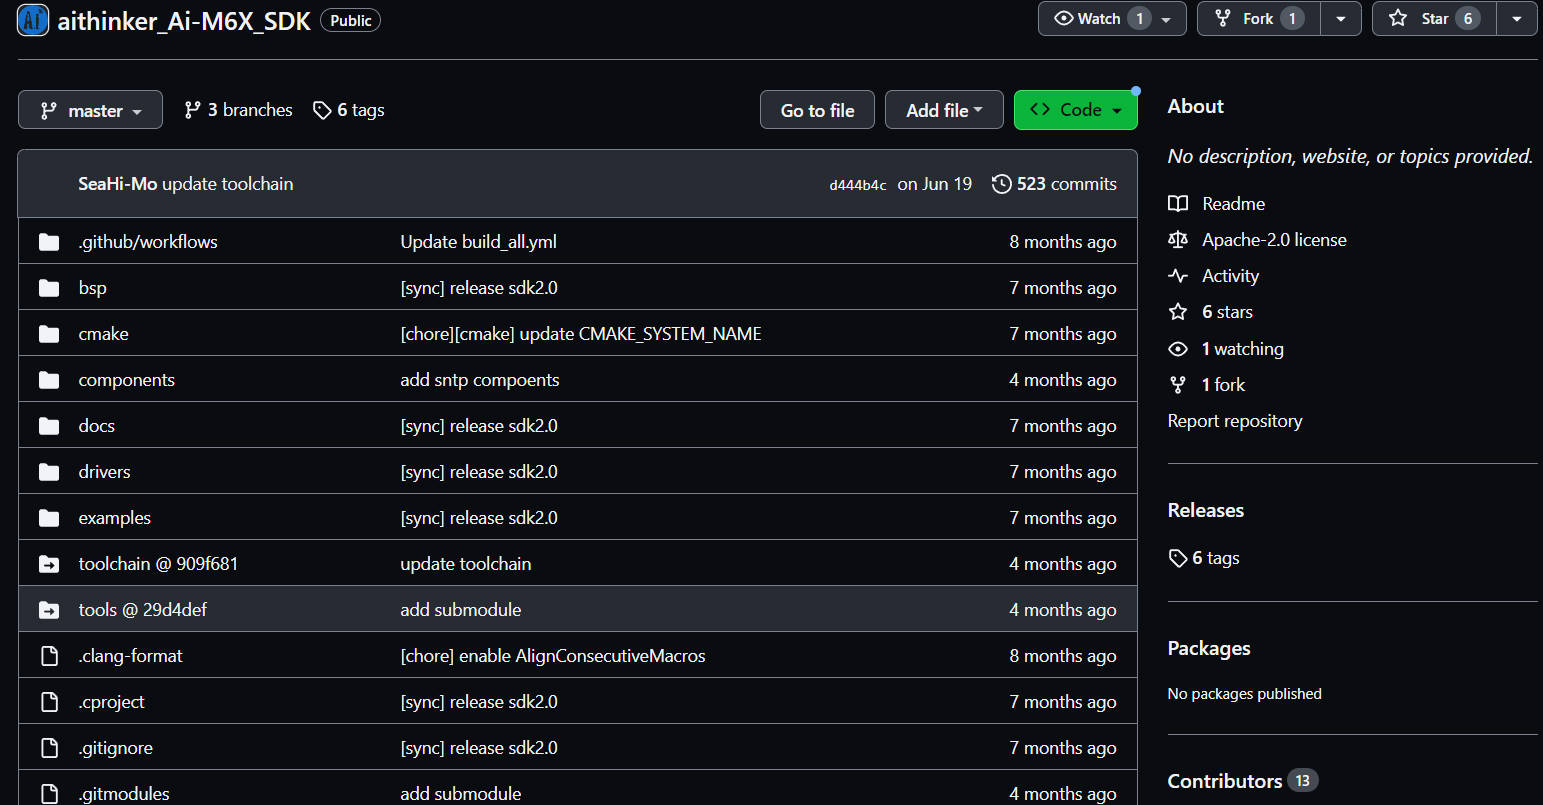 Ai aithinker_Ai-M6X_SDK Public Watch 1 Fork 1 Star 6
master 3 branches 6 tags Go to file Add file Code
SeaHi-Mo update toolchain d444b4c on Jun 19 523 commits
.github/workflows Update build_all.yml 8 months ago
bsp [sync] release sdk2.0 7 months ago
cmake [chore][cmake] update CMAKE_SYSTEM_NAME 7 months ago
components add sntp compoents 4 months ago
docs [sync] release sdk2.0 7 months ago
drivers [sync] release sdk2.0 7 months ago
examples [sync] release sdk2.0 7 months ago
toolchain @ 909f681 update toolchain 4 months ago
tools @ 29d4def add submodule 4 months ago
.clang-format [chore] enable AlignConsecutiveMacros 8 months ago
.cproject [sync] release sdk2.0 7 months ago
.gitignore [sync] release sdk2.0 7 months ago
.gitmodules add submodule 4 months ago
About
No description, website, or topics provided.
Readme
Apache-2.0 license
Activity
6 stars
1 watching
1 fork
Report repository
Releases
6 tags
Packages
No packages published
Contributors 13